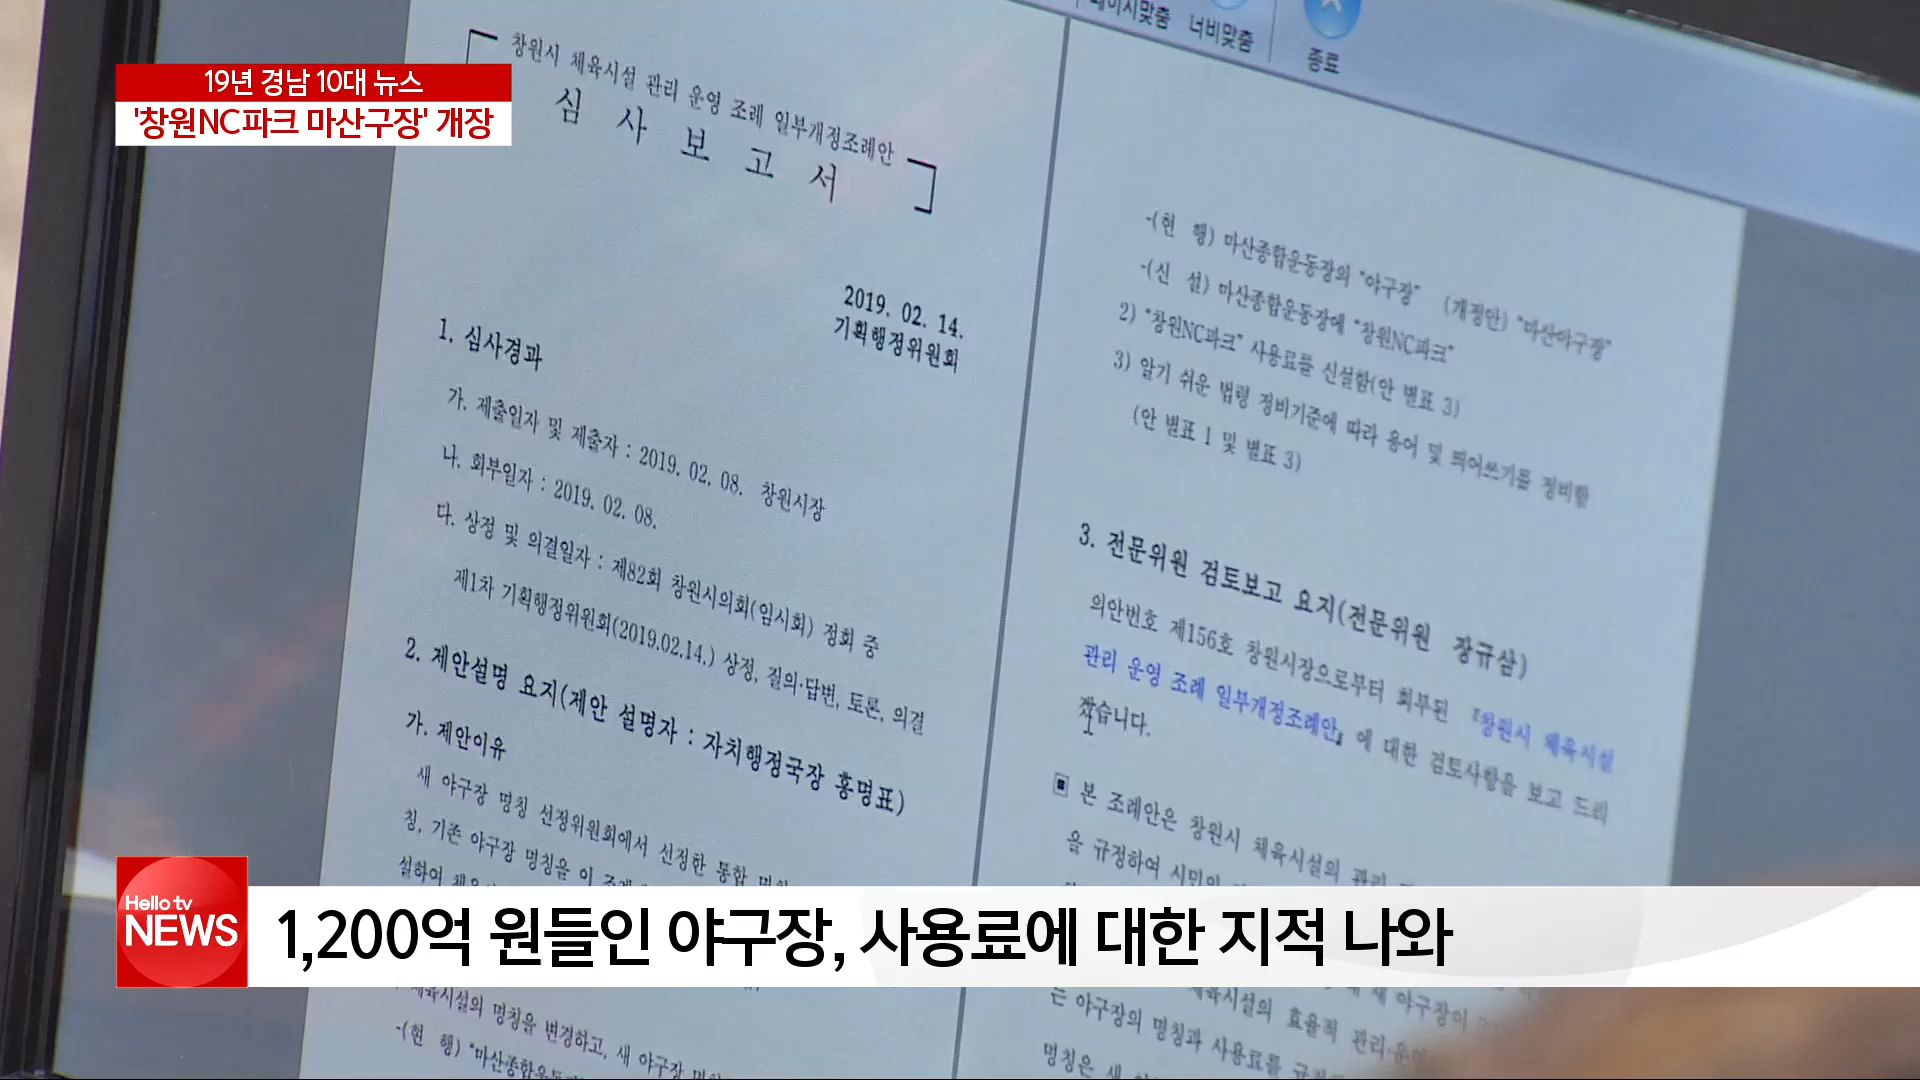 19년 경남 10대 뉴스
'창원NC파크 마산구장' 개장
너비맞춤
종료
창원시 체육시설 관리 운영 조례 일부개정조례안
심 사 보 고 서
2019. 02. 14.
기획행정위원회
1. 심사경과
가. 제출일자 및 제출자 : 2019. 02. 08. 창원시장
나. 회부일자 : 2019. 02. 08.
다. 상정 및 의결일자 : 제82회 창원시의회(임시회) 정회 중
제1차 기획행정위원회(2019.02.14.) 상정, 질의·답변, 토론, 의결
2. 제안설명 요지(제안 설명자 : 자치행정국장 홍명표)
가. 제안이유
새 야구장 명칭 선정위원회에서 선정한 통합
칭, 기존 야구장 명칭을 이
설하여
체육시설의 명칭을 변경하고, 새 야구장
-(현 행) "마산종합운동
-(현 행) 마산종합운동장의 "야구장" (개정안) "마산야구장"
-(신 설) 마산종합운동장에 "창원NC파크"
2) "창원NC파크" 사용료를 신설함(안 별표 3)
3) 알기 쉬운 법령 정비기준에 따라 용어 및 띄어쓰기를 정비함
(안 별표 1 및 별표 3)
3. 전문위원 검토보고 요지(전문위원 장규삼)
의안번호 제156호 창원시장으로부터 회부된 『창원시 체육시설
관리 운영 조례 일부개정조례안』에 대한 검토사항을 보고 드리
겠습니다.
▣ 본 조례안은 창원시 체육시설의 관리
을 규정하여 시민의
새 야구장이
체육시설의 효율적 관리·운영
는 야구장의 명칭과 사용료를
명칭은 새
Hello tv
NEWS
1,200억 원들인 야구장, 사용료에 대한 지적 나와